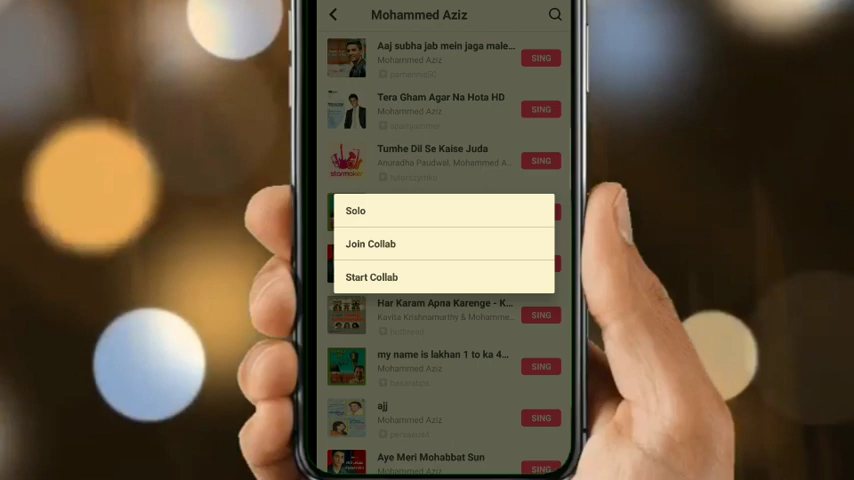 Mohammed Aziz
Aaj subha jab mein jaga male...
Mohammed Aziz
SING
Tera Gham Agar Na Hota HD
Mohammed Aziz
SING
starmaker
Tumhe Dil Se Kaise Juda
Anuradha Paudwal. Mohammed A...
SING
Solo
Join Collab
Start Collab
Har Karam Apna Karenge - K...
Kavita Krishnamurthy & Mohamme...
SING
my name is lakhan 1 to ka 4...
Mohammed Aziz
SING
ajj
Mohammed Aziz
SING
Aye Meri Mohabbat Sun
Mohammed Aziz
SING